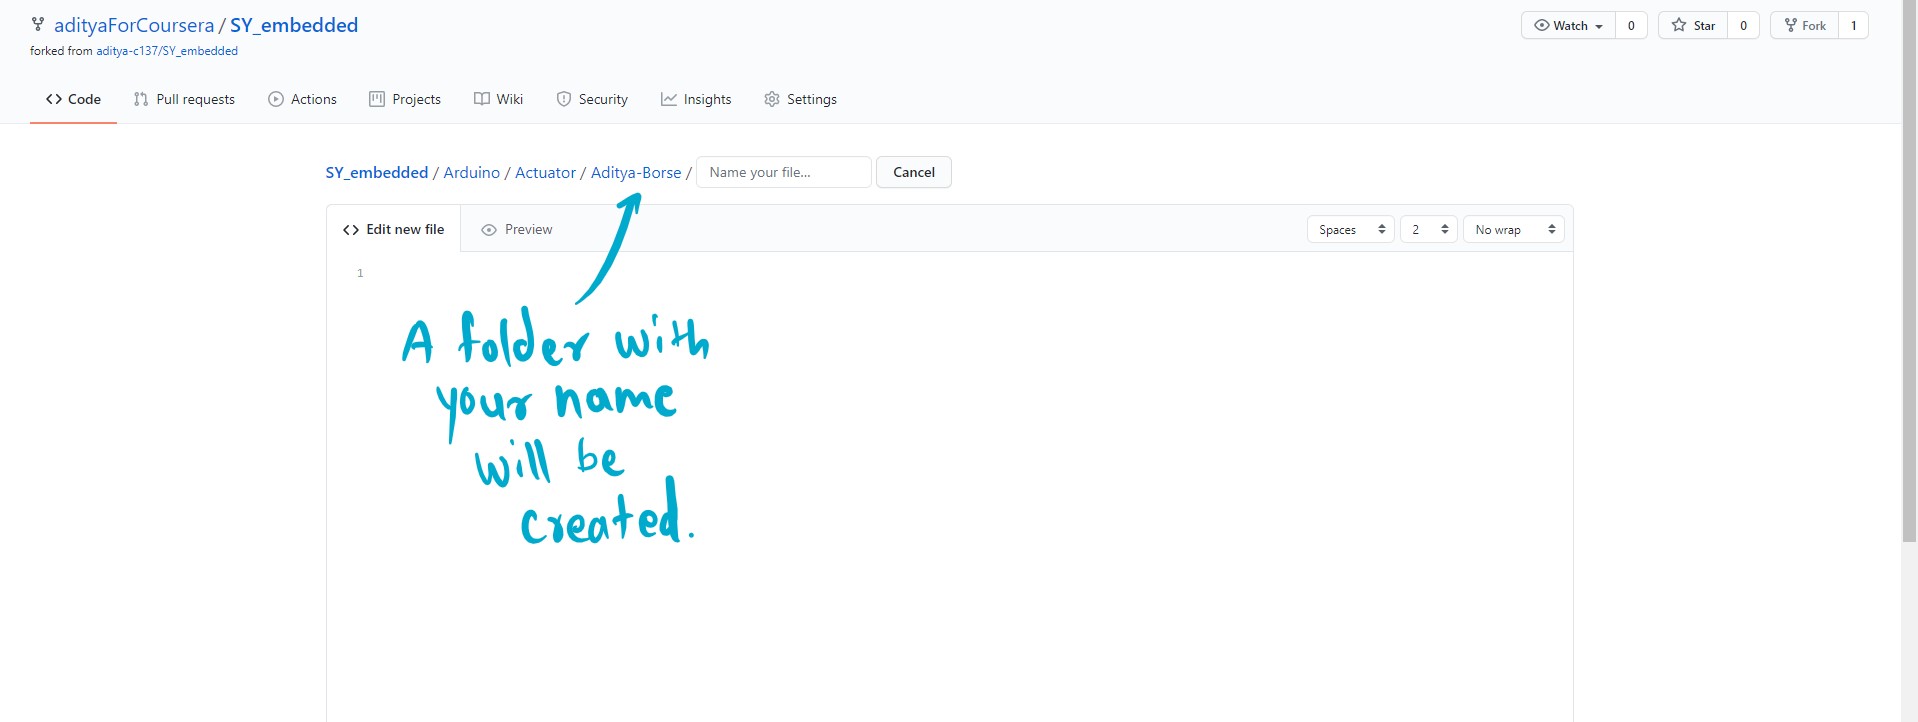 adityaForCoursera / SY_embedded
Watch 0 Star 0 Fork 1
forked from aditya-c137/SY_embedded
Code Pull requests Actions Projects Wiki Security Insights Settings
SY_embedded / Arduino / Actuator / Aditya-Borse / Name your file... Cancel
Edit new file Preview Spaces 2 No wrap
1
A folder with
your name
will be
created.